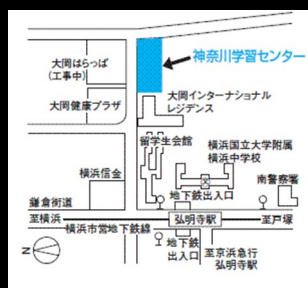 大岡はらっぱ
(工事中)
神奈川学習センター
大岡健康プラザ
大岡インターナショナル
レジデンス
留学生会館
横浜国立大学附属
横浜中学校
横浜信金
地下鉄出入口
南警察署
鎌倉街道
至横浜
弘明寺駅
至戸塚
横浜市営地下鉄線
地下鉄
出入口
至京浜急行
弘明寺駅
N